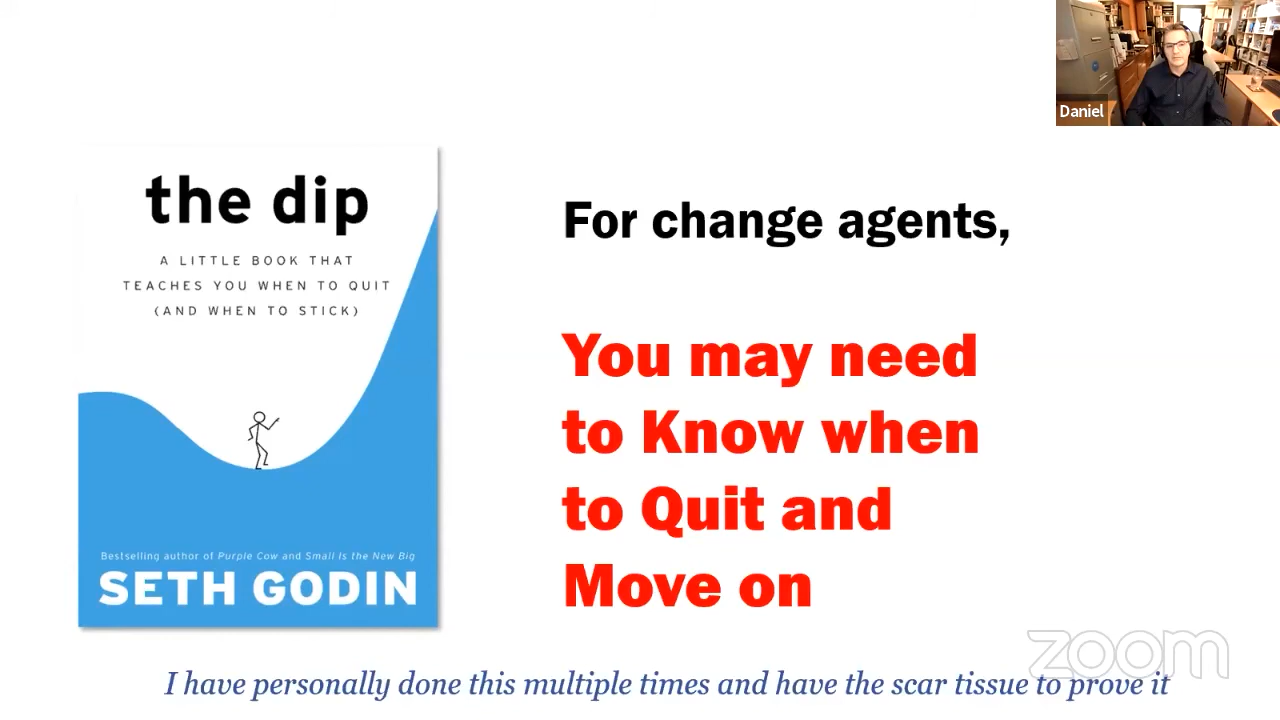 Daniel
the dip
A LITTLE BOOK THAT
TEACHES YOU WHEN TO QUIT
(AND WHEN TO STICK)
Bestselling author of Purple Cow and Small Is the New Big
SETH GODIN
For change agents,
You may need
to Know when
to Quit and
Move on
zoom
I have personally done this multiple times and have the scar tissue to prove it